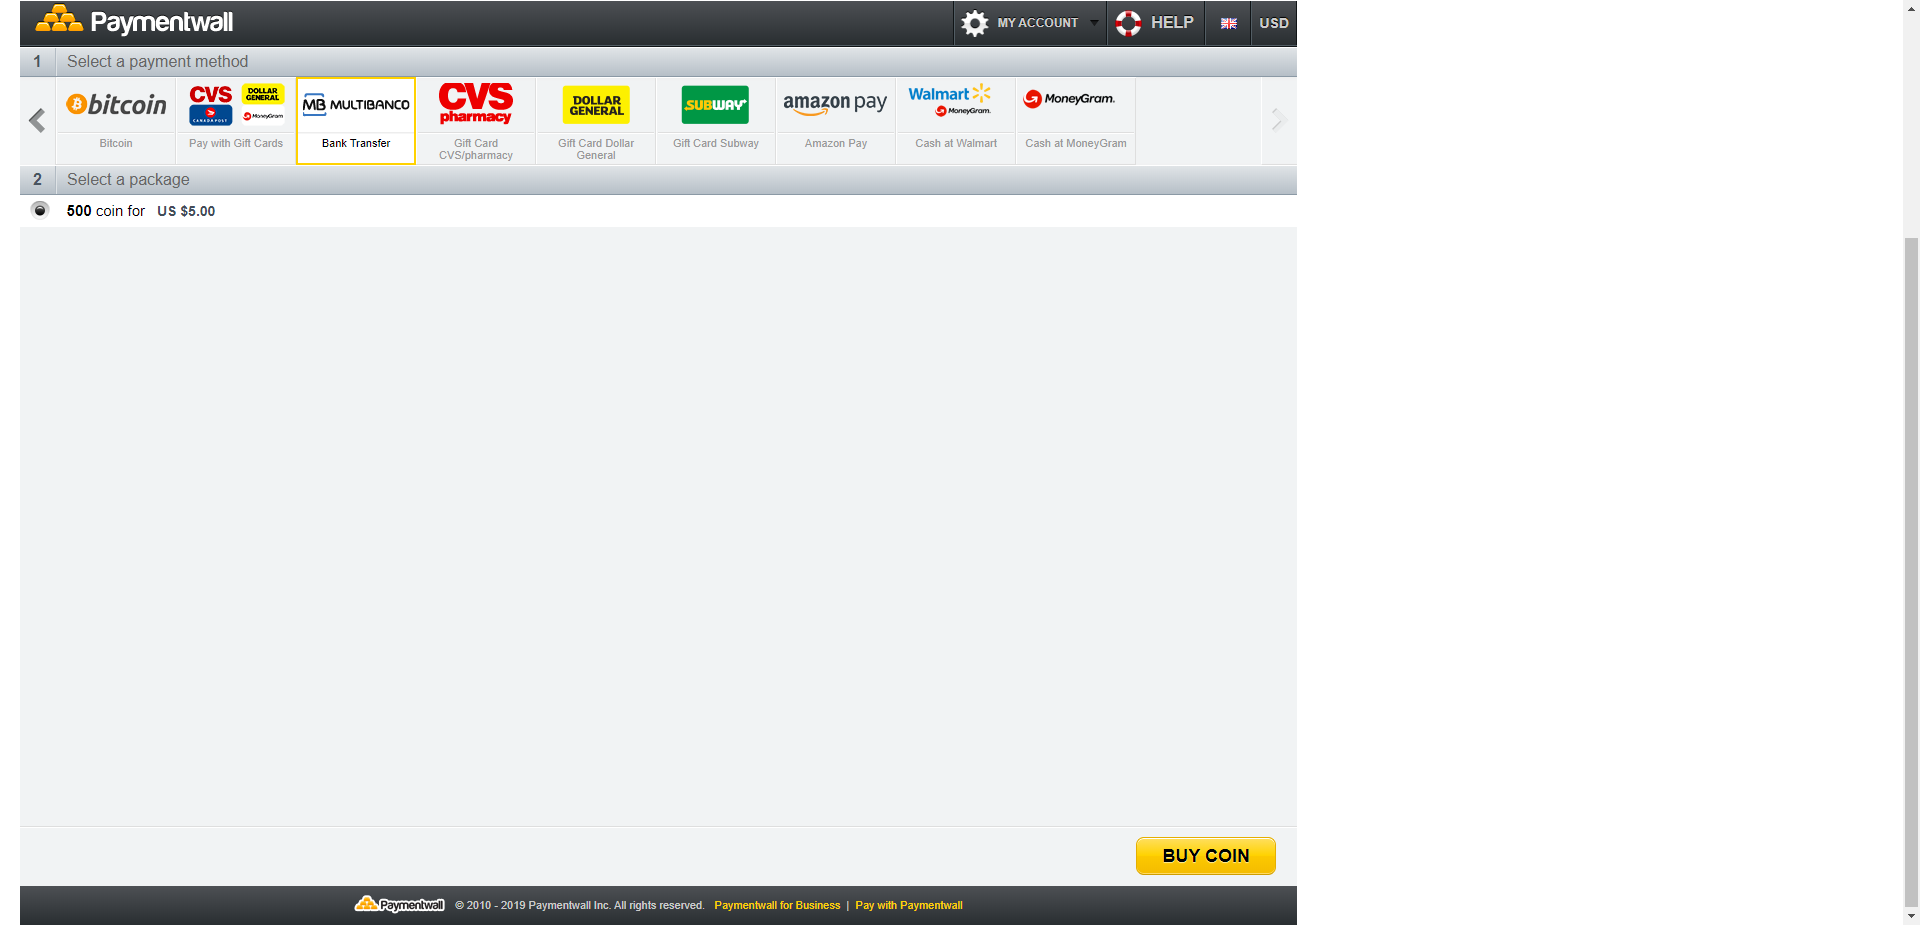 Paymentwall
MY ACCOUNT
HELP
USD
1 Select a payment method
bitcoin
CVS
DOLLAR GENERAL
CANADA POST
MoneyGram
MB MULTIBANCO
CVS
pharmacy
DOLLAR
GENERAL
SUBWAY
amazon pay
Walmart
MoneyGram.
MoneyGram.
Bitcoin
Pay with Gift Cards
Bank Transfer
Gift Card
CVS/pharmacy
Gift Card Dollar
General
Gift Card Subway
Amazon Pay
Cash at Walmart
Cash at MoneyGram
2 Select a package
500 coin for US $5.00
BUY COIN
Paymentwall © 2010 - 2019 Paymentwall Inc. All rights reserved. Paymentwall for Business | Pay with Paymentwall